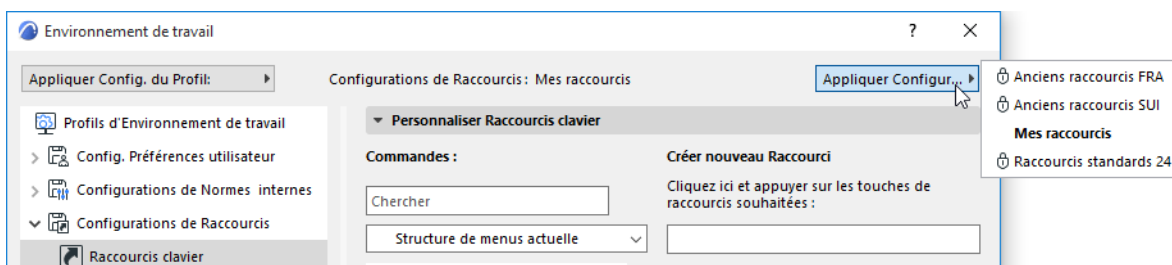 Environnement de travail
?
Appliquer Config. du Profil:
Configurations de Raccourcis : Mes raccourcis
Appliquer Configur...
Anciens raccourcis FRA
Anciens raccourcis SUI
Mes raccourcis
Raccourcis standards 24
Profils d'Environnement de travail
Config. Préférences utilisateur
Configurations de Normes internes
Configurations de Raccourcis
Raccourcis clavier
Personnaliser Raccourcis clavier
Commandes :
Chercher
Structure de menus actuelle
Créer nouveau Raccourci
Cliquez ici et appuyer sur les touches de
raccourcis souhaitées :